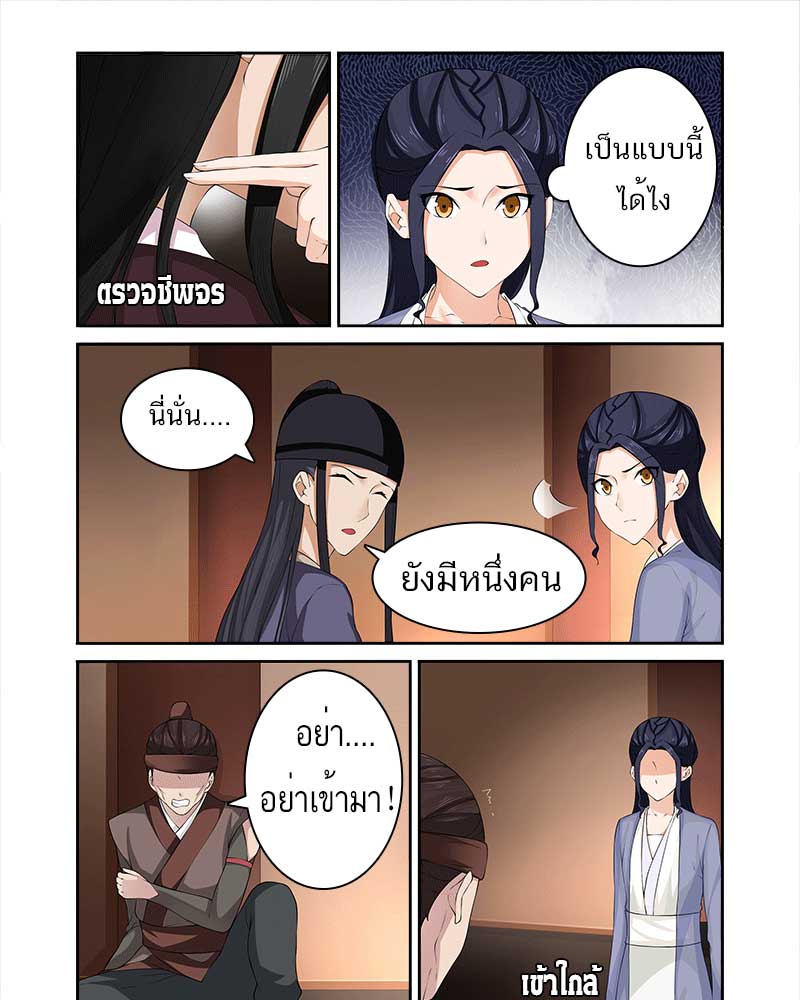 ตรวจชีพจร
เป็นแบบนี้
ได้ไง
นี่นั่น....
ยังมีหนึ่งคน
อย่า....
อย่าเข้ามา!
เข้าใกล้